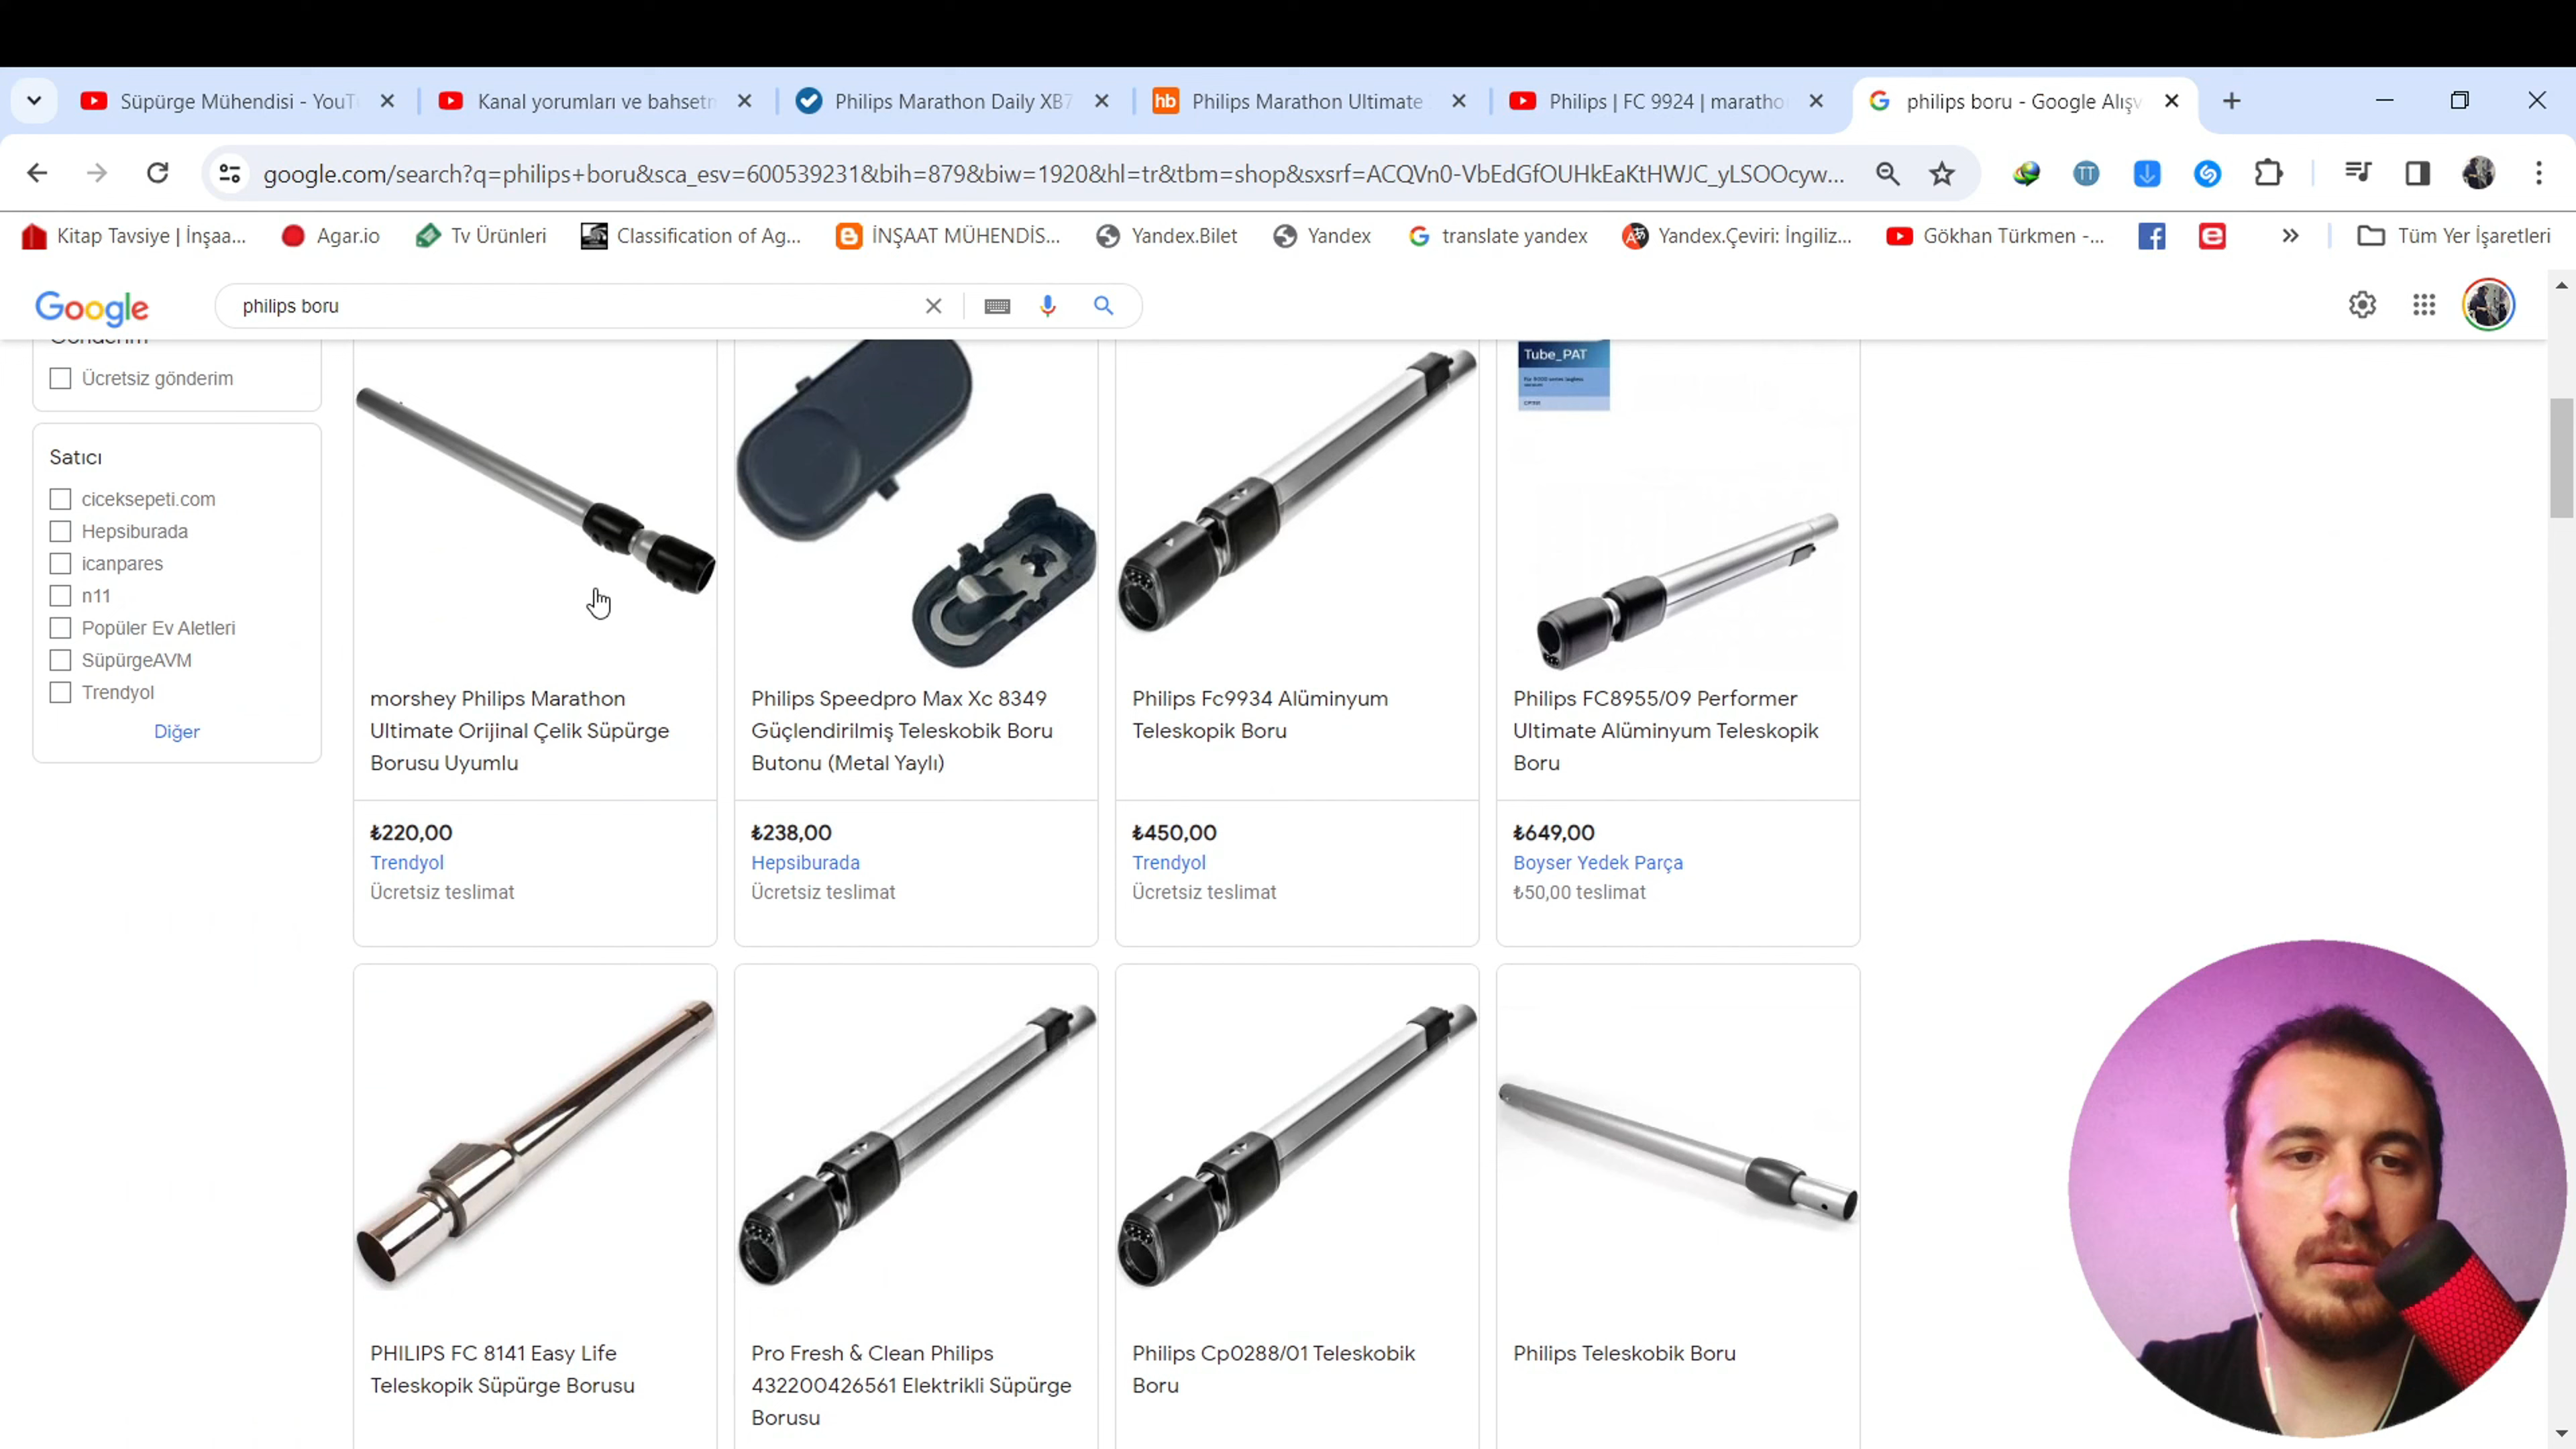 Süpürge Mühendisi - YouT
Kanal yorumları ve bahsetm
Philips Marathon Daily XB7
hb
Philips Marathon Ultimate
Philips | FC 9924 | maratho
philips boru - Google Alışv
google.com/search?q=philips+boru&sca_esv=600539231&bih=879&biw=1920&hl=tr&tbm=shop&sxsrf=ACQVn0-VbEdGfOUHkEaKtHWJC_yLSOOcyw...
TT
Kitap Tavsiye | İnşaa...
Agar.io
Tv Ürünleri
Classification of Ag...
İNŞAAT MÜHENDİS...
Yandex.Bilet
Yandex
translate yandex
Yandex.Çeviri: İngiliz...
Gökhan Türkmen -...
Tüm Yer İşaretleri
Google
philips boru
Gönderim
Ücretsiz gönderim
Satıcı
ciceksepeti.com
Hepsiburada
icanpares
n11
Popüler Ev Aletleri
SüpürgeAVM
Trendyol
Diğer
morshey Philips Marathon
Ultimate Orijinal Çelik Süpürge
Borusu Uyumlu
₺220,00
Trendyol
Ücretsiz teslimat
Philips Speedpro Max Xc 8349
Güçlendirilmiş Teleskobik Boru
Butonu (Metal Yaylı)
₺238,00
Hepsiburada
Ücretsiz teslimat
Philips Fc9934 Alüminyum
Teleskopik Boru
₺450,00
Trendyol
Ücretsiz teslimat
Tube_PAT
Philips FC8955/09 Performer
Ultimate Alüminyum Teleskopik
Boru
₺649,00
Boyser Yedek Parça
₺50,00 teslimat
PHILIPS FC 8141 Easy Life
Teleskopik Süpürge Borusu
Pro Fresh & Clean Philips
432200426561 Elektrikli Süpürge
Borusu
Philips Cp0288/01 Teleskobik
Boru
Philips Teleskobik Boru